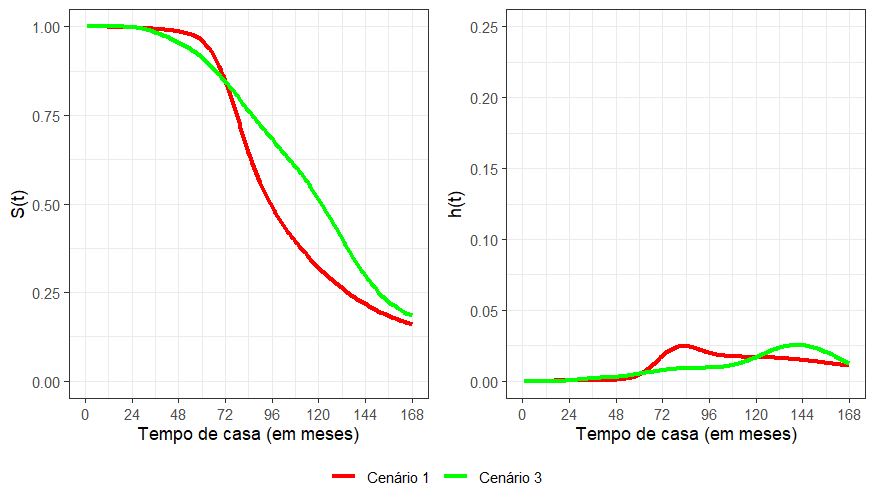 S(t)
1.00
0.75
0.50
0.25
0.00
0 24 48 72 96 120 144 168
Tempo de casa (em meses)
h(t)
0.25
0.20
0.15
0.10
0.05
0.00
0 24 48 72 96 120 144 168
Tempo de casa (em meses)
Cenário 1 Cenário 3